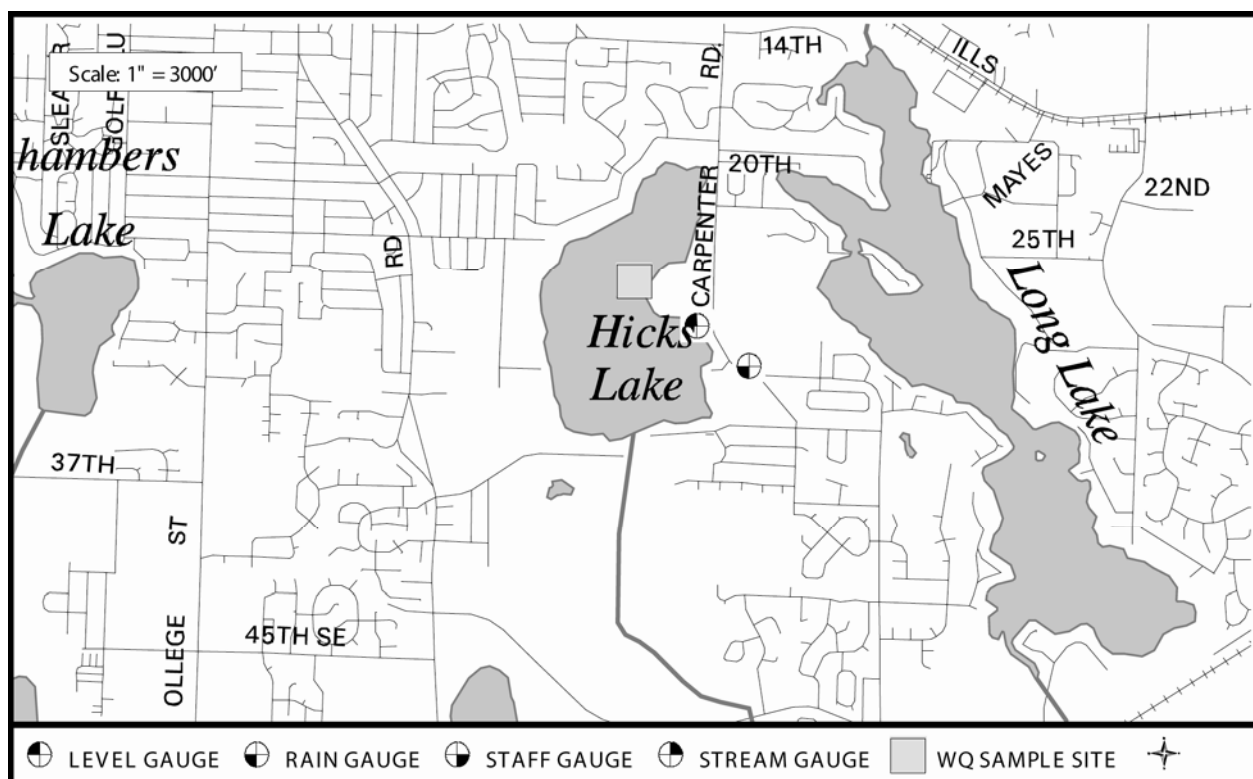 14TH
ILLS
RD.
Scale: 1" = 3000'
GOLF
hambers
20TH
MAYES
22ND
Lake
CARPENTER
25TH
RD
Long Lake
Hicks
Lake
37TH
ST
45TH SE
OLLEGE
LEVEL GAUGE
RAIN GAUGE
STAFF GAUGE
STREAM GAUGE
WQ SAMPLE SITE